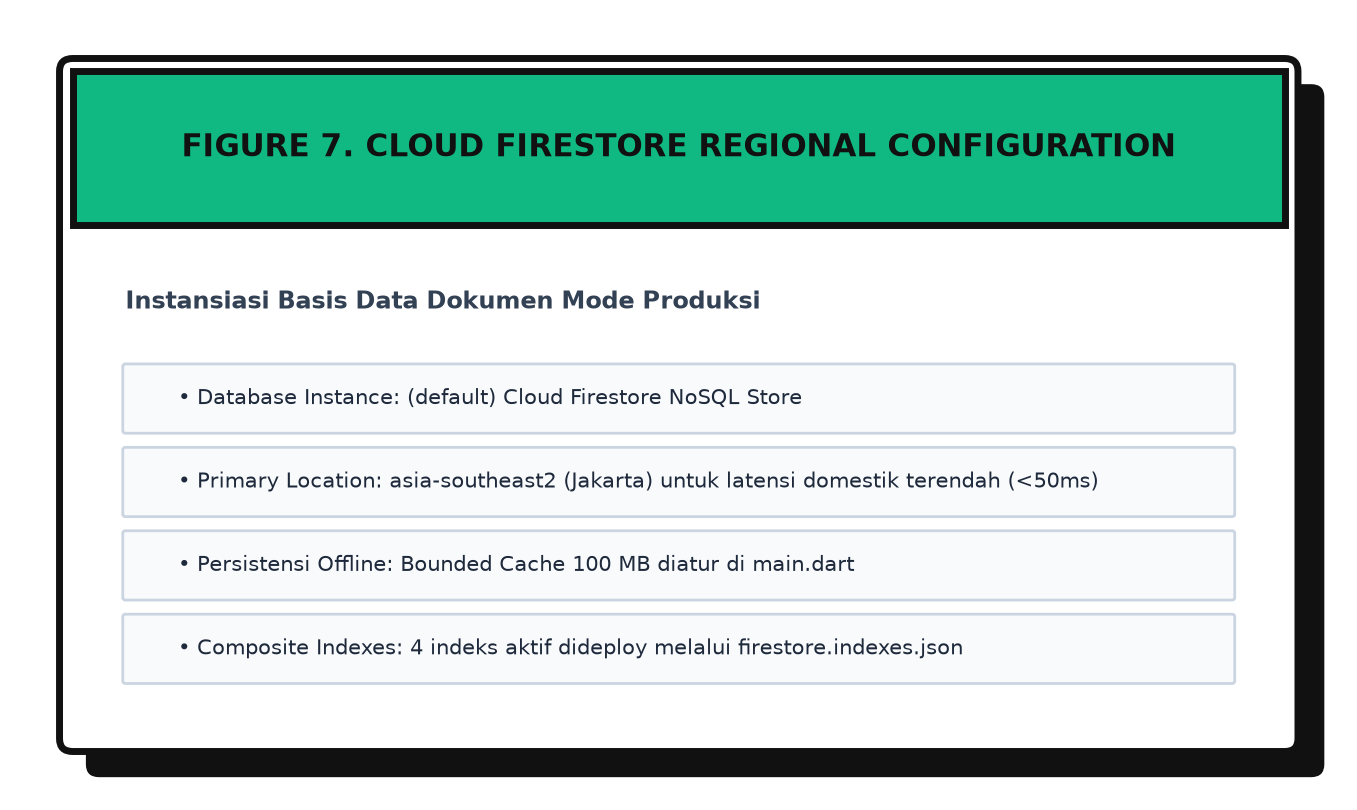 FIGURE 7. CLOUD FIRESTORE REGIONAL CONFIGURATION
Instansiasi Basis Data Dokumen Mode Produksi
• Database Instance: (default) Cloud Firestore NoSQL Store
• Primary Location: asia-southeast2 (Jakarta) untuk latensi domestik terendah (<50ms)
• Persistensi Offline: Bounded Cache 100 MB diatur di main.dart
• Composite Indexes: 4 indeks aktif dideploy melalui firestore.indexes.json